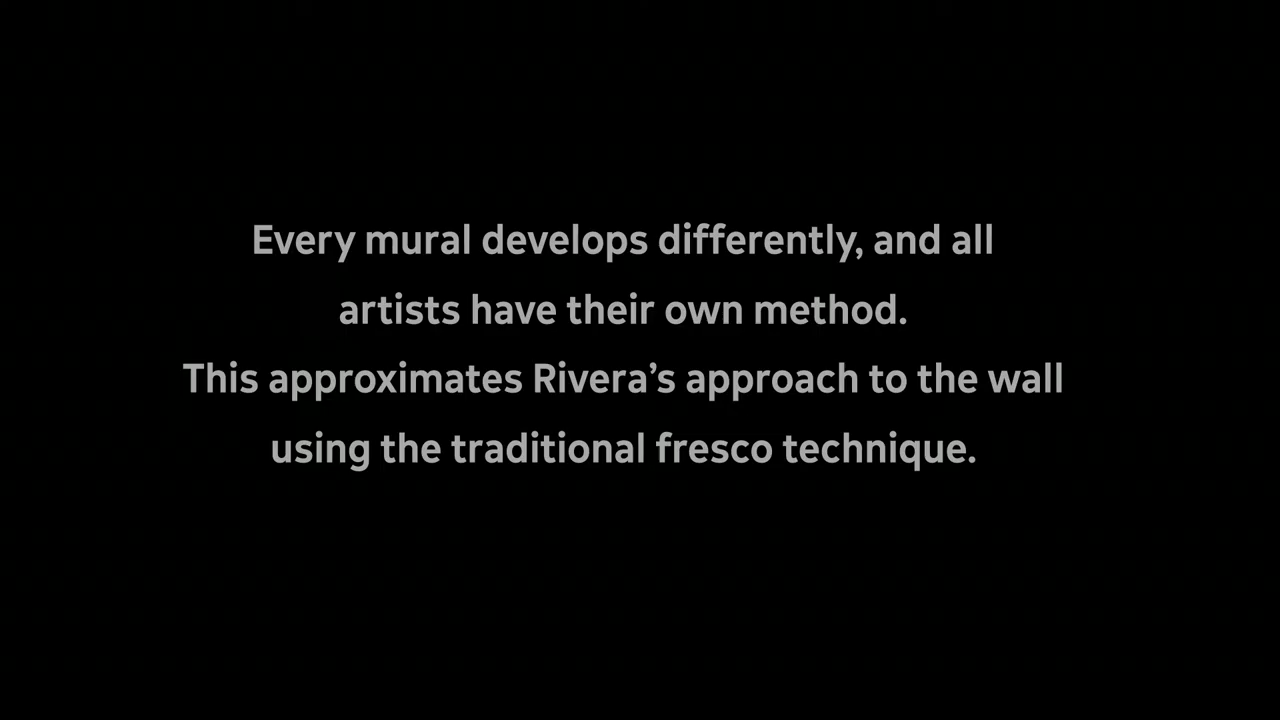 Every mural develops differently, and all
artists have their own method.
This approximates Rivera’s approach to the wall
using the traditional fresco technique.